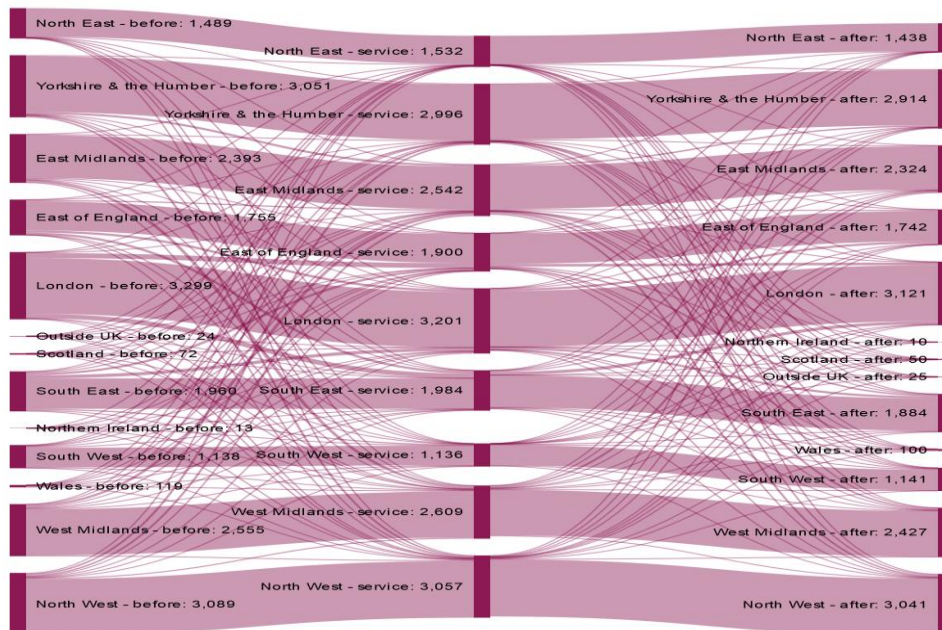 North East - before: 1,489
Yorkshire & the Humber - before: 3,051
East Midlands - before: 2,393
East of England - before: 1,755
London - before: 3,299
Outside UK - before: 24
Scotland - before: 72
South East - before: 1,960
Northern Ireland - before: 13
South West - before: 1,138
Wales - before: 119
West Midlands - before: 2,555
North West - before: 3,089
North East - service: 1,532
Yorkshire & the Humber - service: 2,996
East Midlands - service: 2,542
East of England - service: 1,900
London - service: 3,201
South East - service: 1,984
South West - service: 1,136
West Midlands - service: 2,609
North West - service: 3,057
North East - after: 1,438
Yorkshire & the Humber - after: 2,914
East Midlands - after: 2,324
East of England - after: 1,742
London - after: 3,121
Northern Ireland - after: 10
Scotland - after: 50
Outside UK - after: 25
South East - after: 1,884
Wales - after: 100
South West - after: 1,141
West Midlands - after: 2,427
North West - after: 3,041